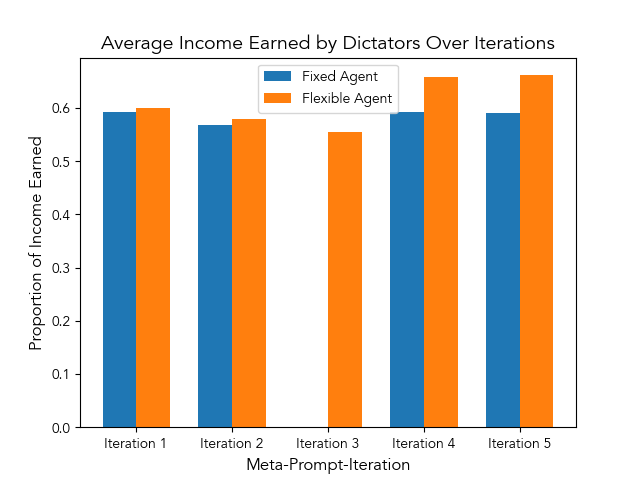 Average Income Earned by Dictators Over Iterations
Fixed Agent
Flexible Agent
Proportion of Income Earned
0.6
0.5
0.4
0.3
0.2
0.1
0.0
Iteration 1 Iteration 2 Iteration 3 Iteration 4 Iteration 5
Meta-Prompt-Iteration